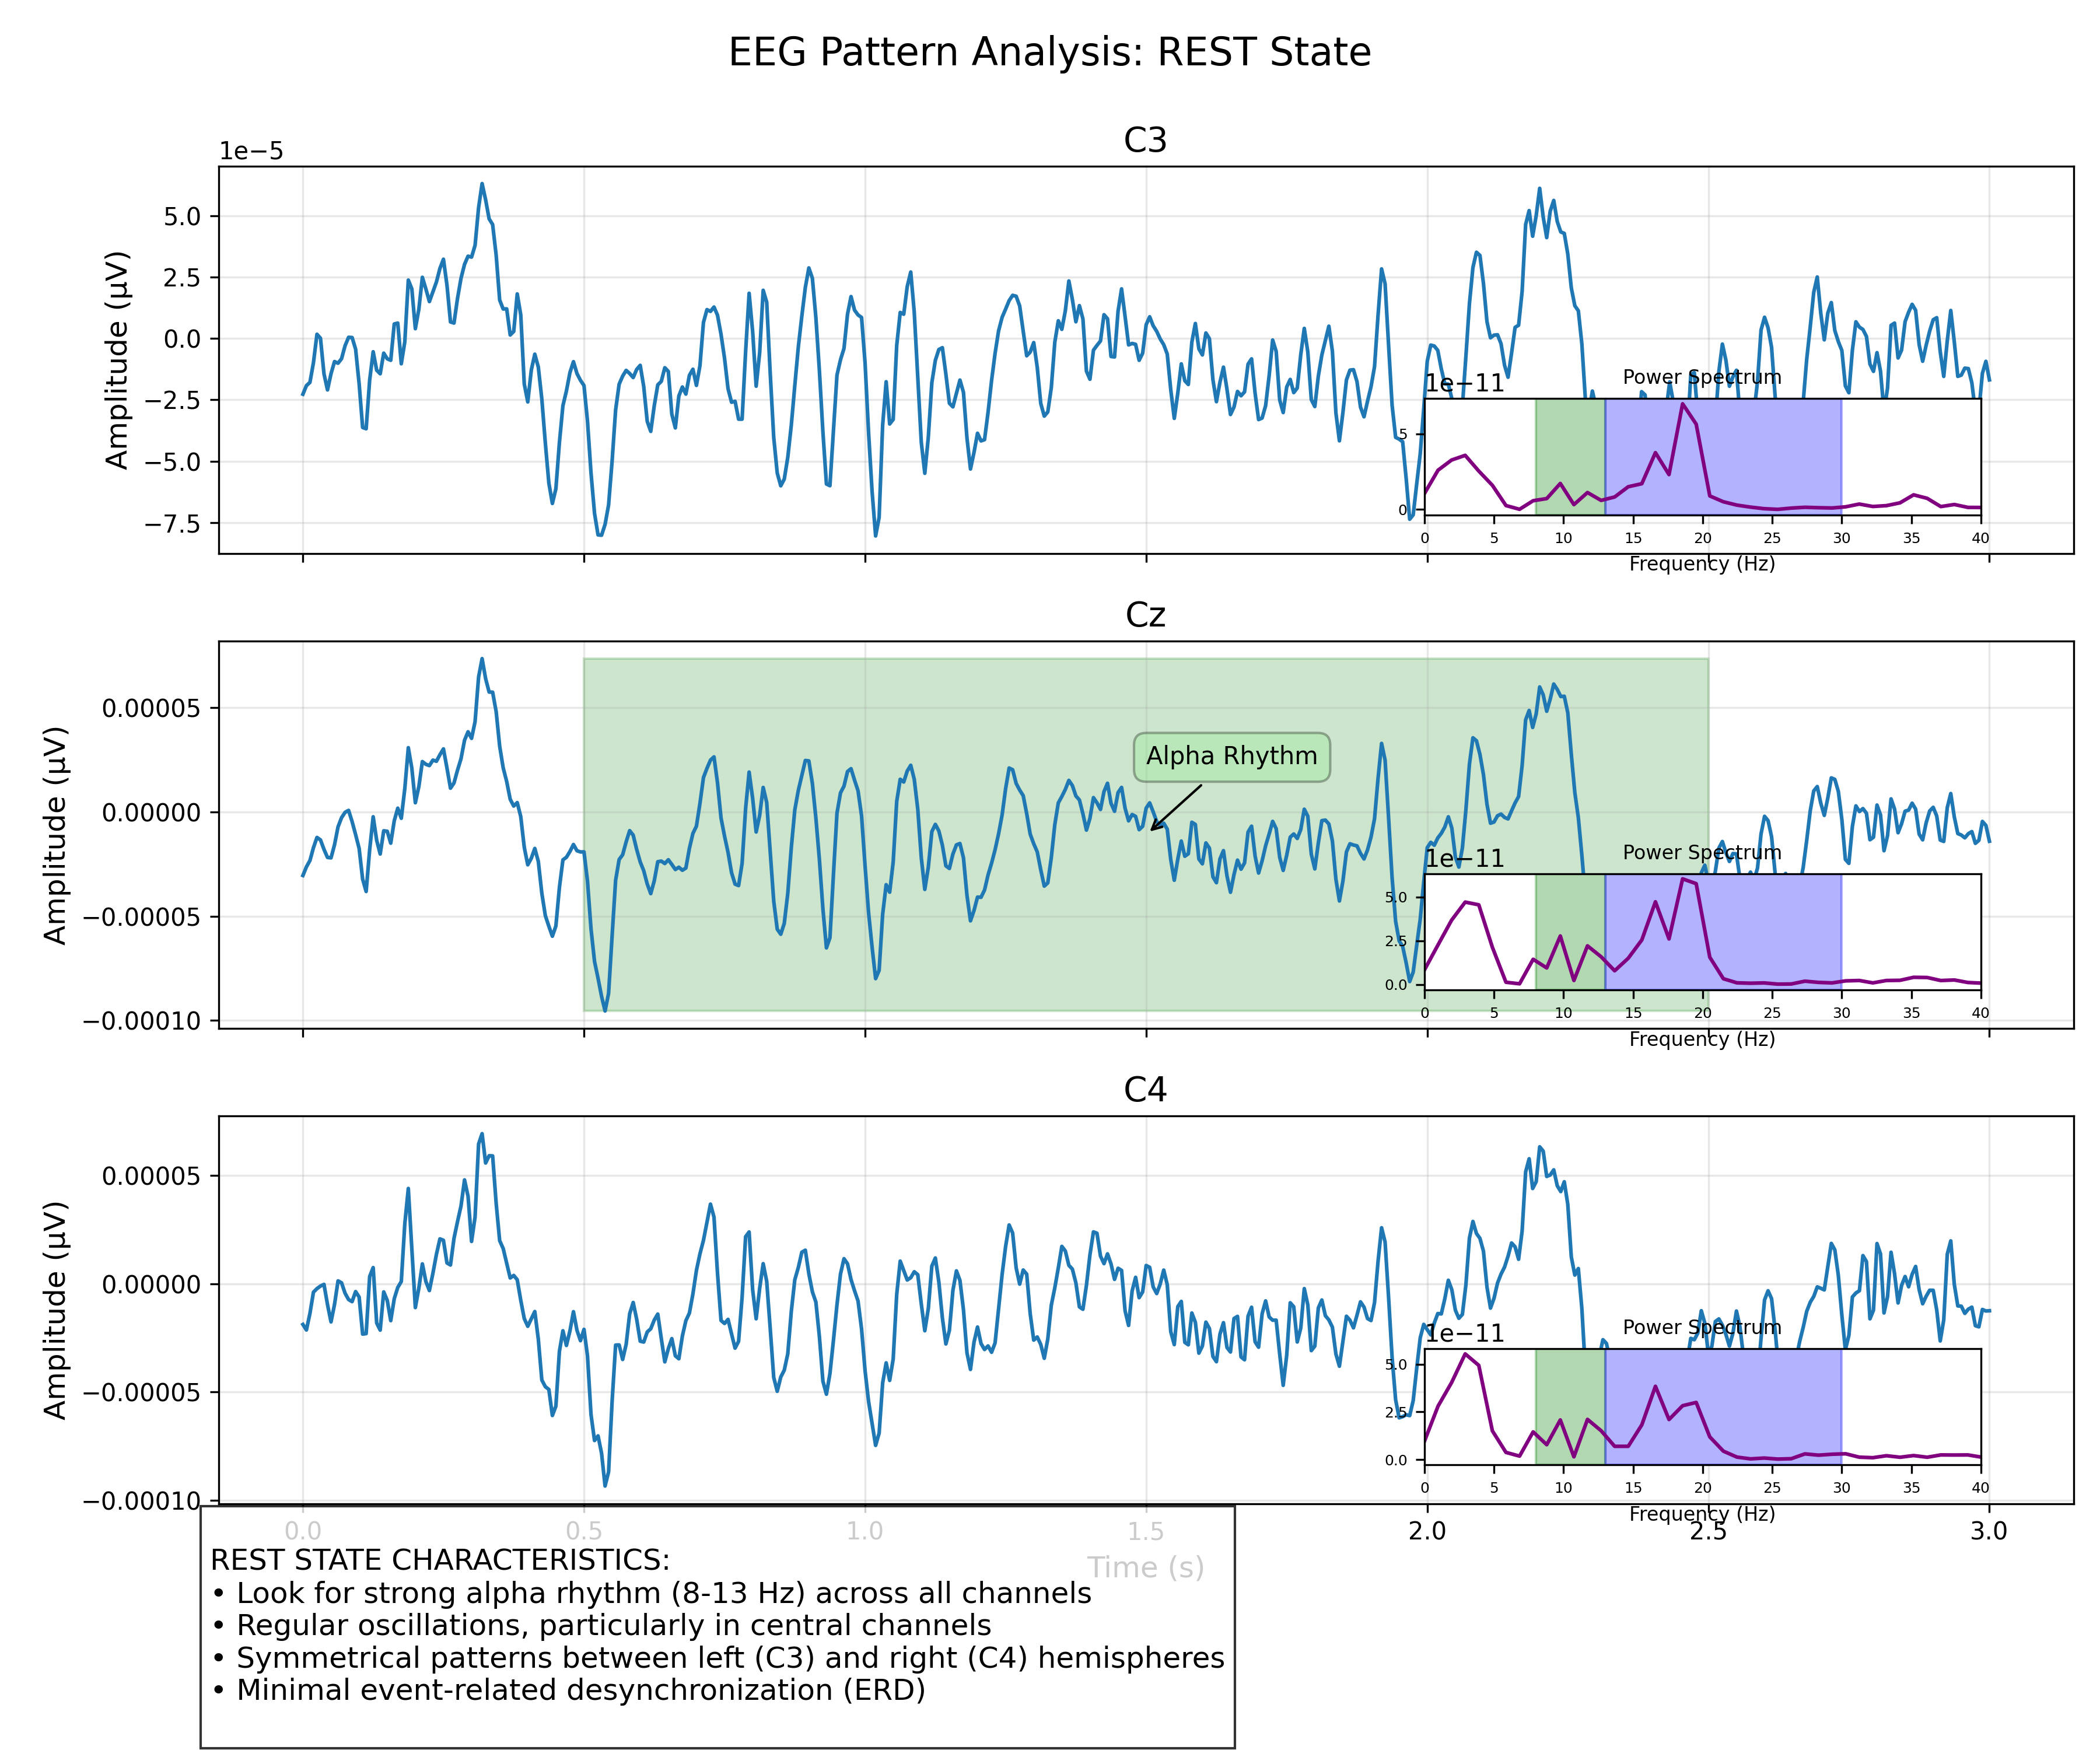 EEG Pattern Analysis: REST State
C3
1e−5
Amplitude (µV)
5.0
2.5
0.0
−2.5
−5.0
−7.5
1e−11
Power Spectrum
5
0
0 5 10 15 20 25 30 35 40
Frequency (Hz)
Cz
Amplitude (µV)
0.00005
0.00000
−0.00005
−0.00010
Alpha Rhythm
1e−11
Power Spectrum
5.0
2.5
0.0
0 5 10 15 20 25 30 35 40
Frequency (Hz)
C4
Amplitude (µV)
0.00005
0.00000
−0.00005
−0.00010
1e−11
Power Spectrum
5.0
2.5
0.0
0 5 10 15 20 25 30 35 40
Frequency (Hz)
0.0 0.5 1.0 1.5 2.0 2.5 3.0
Time (s)
REST STATE CHARACTERISTICS:
• Look for strong alpha rhythm (8-13 Hz) across all channels
• Regular oscillations, particularly in central channels
• Symmetrical patterns between left (C3) and right (C4) hemispheres
• Minimal event-related desynchronization (ERD)